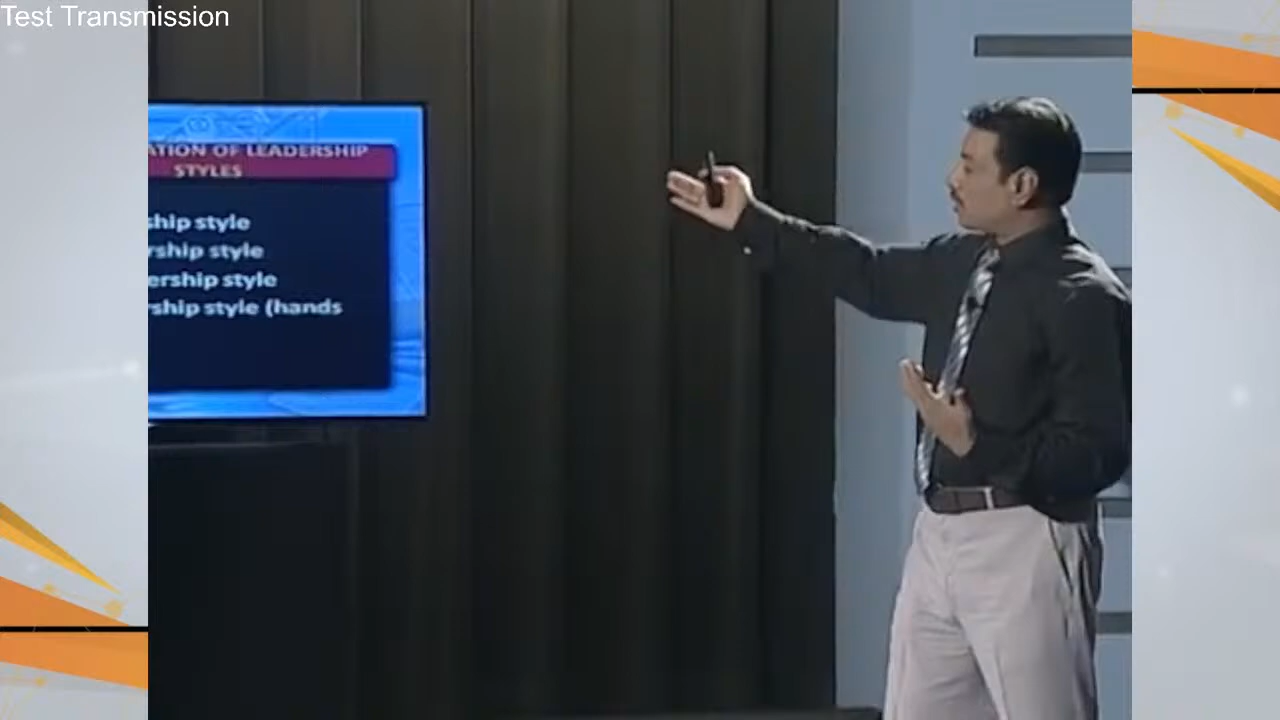 Test Transmission
ATION OF LEADERSHIP
STYLES
ship style
rship style
ership style
rship style (hands